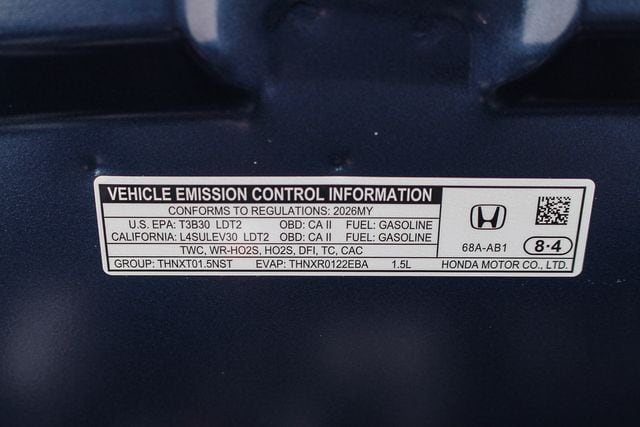 VEHICLE EMISSION CONTROL INFORMATION
CONFORMS TO REGULATIONS: 2026MY
U.S. EPA: T3B30 LDT2 OBD: CA II FUEL: GASOLINE
CALIFORNIA: L4SULEV30 LDT2 OBD: CA II FUEL: GASOLINE
TWC, WR-HO2S, HO2S, DFI, TC, CAC
GROUP: THNXT01.5NST EVAP: THNXR0122EBA 1.5L
68A-AB1 8·4
HONDA MOTOR CO., LTD.